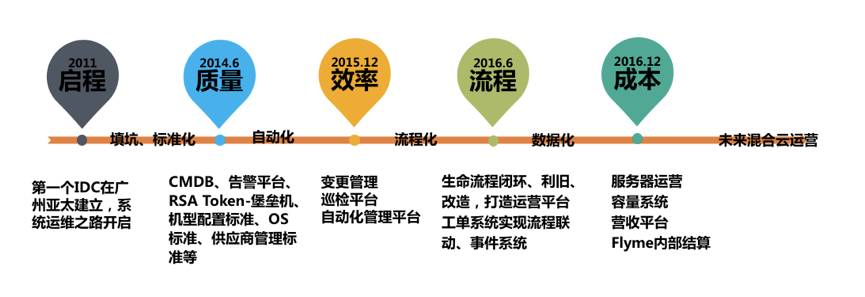 2011
启程
2014.6
质量
2015.12
效率
2016.6
流程
2016.12
成本
填坑、标准化
自动化
流程化
数据化
未来混合云运营
第一个IDC在广
州亚太建立，系
统运维之路开启
CMDB、告警平台、
RSA Token-堡垒机、
机型配置标准、OS
标准、供应商管理标
准等
变更管理
巡检平台
自动化管理平台
生命流程闭环、利旧、
改造，打造运营平台
工单系统实现流程联
动、事件系统
服务器运营
容量系统
营收平台
Flyme内部结算